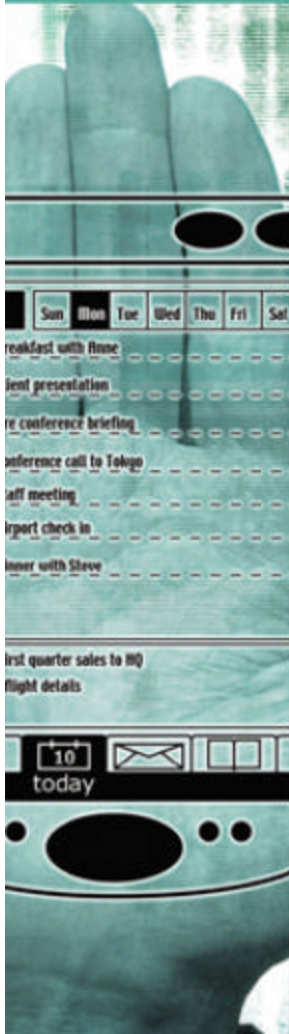 Sun Mon Tue Wed Thu Fri Sat
reakfast with Anne
ient presentation
re conference briefing
onference call to Tokyo
taff meeting
irport check in
inner with Steve
irst quarter sales to HQ
flight details
10
today